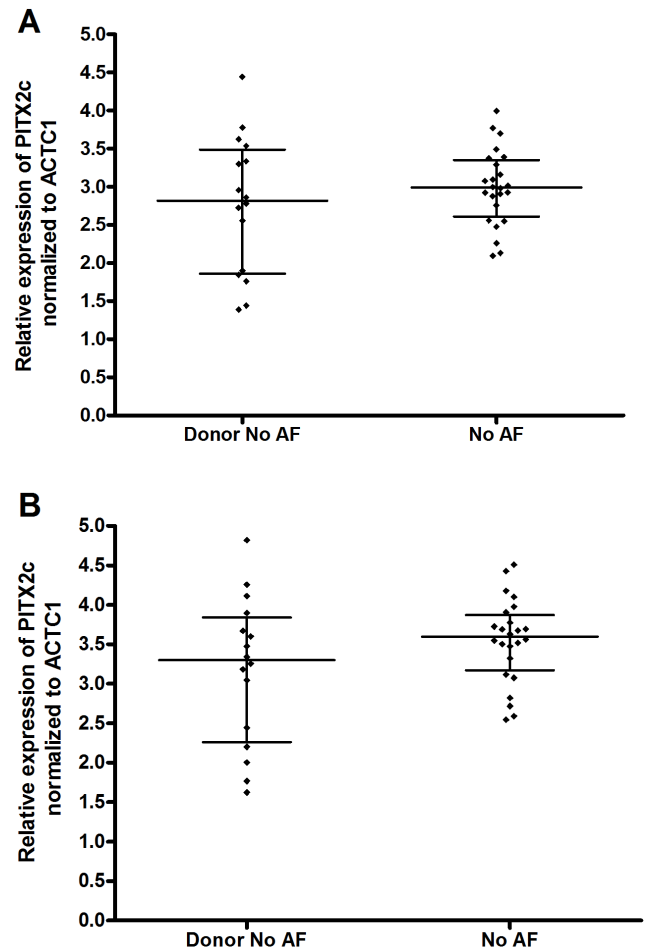 A
Relative expression of PITX2c
normalized to ACTC1
5.0
4.5
4.0
3.5
3.0
2.5
2.0
1.5
1.0
0.5
0.0
Donor No AF
No AF
B
Relative expression of PITX2c
normalized to ACTC1
5.0
4.5
4.0
3.5
3.0
2.5
2.0
1.5
1.0
0.5
0.0
Donor No AF
No AF